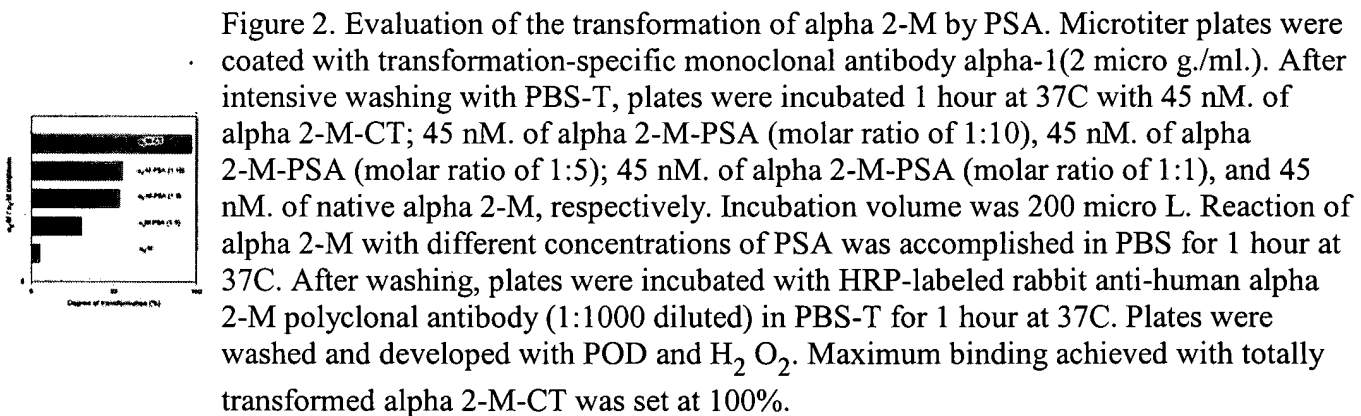 Figure 2. Evaluation of the transformation of alpha 2-M by PSA. Microtiter plates were
coated with transformation-specific monoclonal antibody alpha-1(2 micro g./ml.). After
intensive washing with PBS-T, plates were incubated 1 hour at 37C with 45 nM. of
alpha 2-M-CT; 45 nM. of alpha 2-M-PSA (molar ratio of 1:10), 45 nM. of alpha
2-M-PSA (molar ratio of 1:5); 45 nM. of alpha 2-M-PSA (molar ratio of 1:1), and 45
nM. of native alpha 2-M, respectively. Incubation volume was 200 micro L. Reaction of
alpha 2-M with different concentrations of PSA was accomplished in PBS for 1 hour at
37C. After washing, plates were incubated with HRP-labeled rabbit anti-human alpha
2-M polyclonal antibody (1:1000 diluted) in PBS-T for 1 hour at 37C. Plates were
washed and developed with POD and H₂ O₂. Maximum binding achieved with totally
transformed alpha 2-M-CT was set at 100%.
Degree of transformation (%)